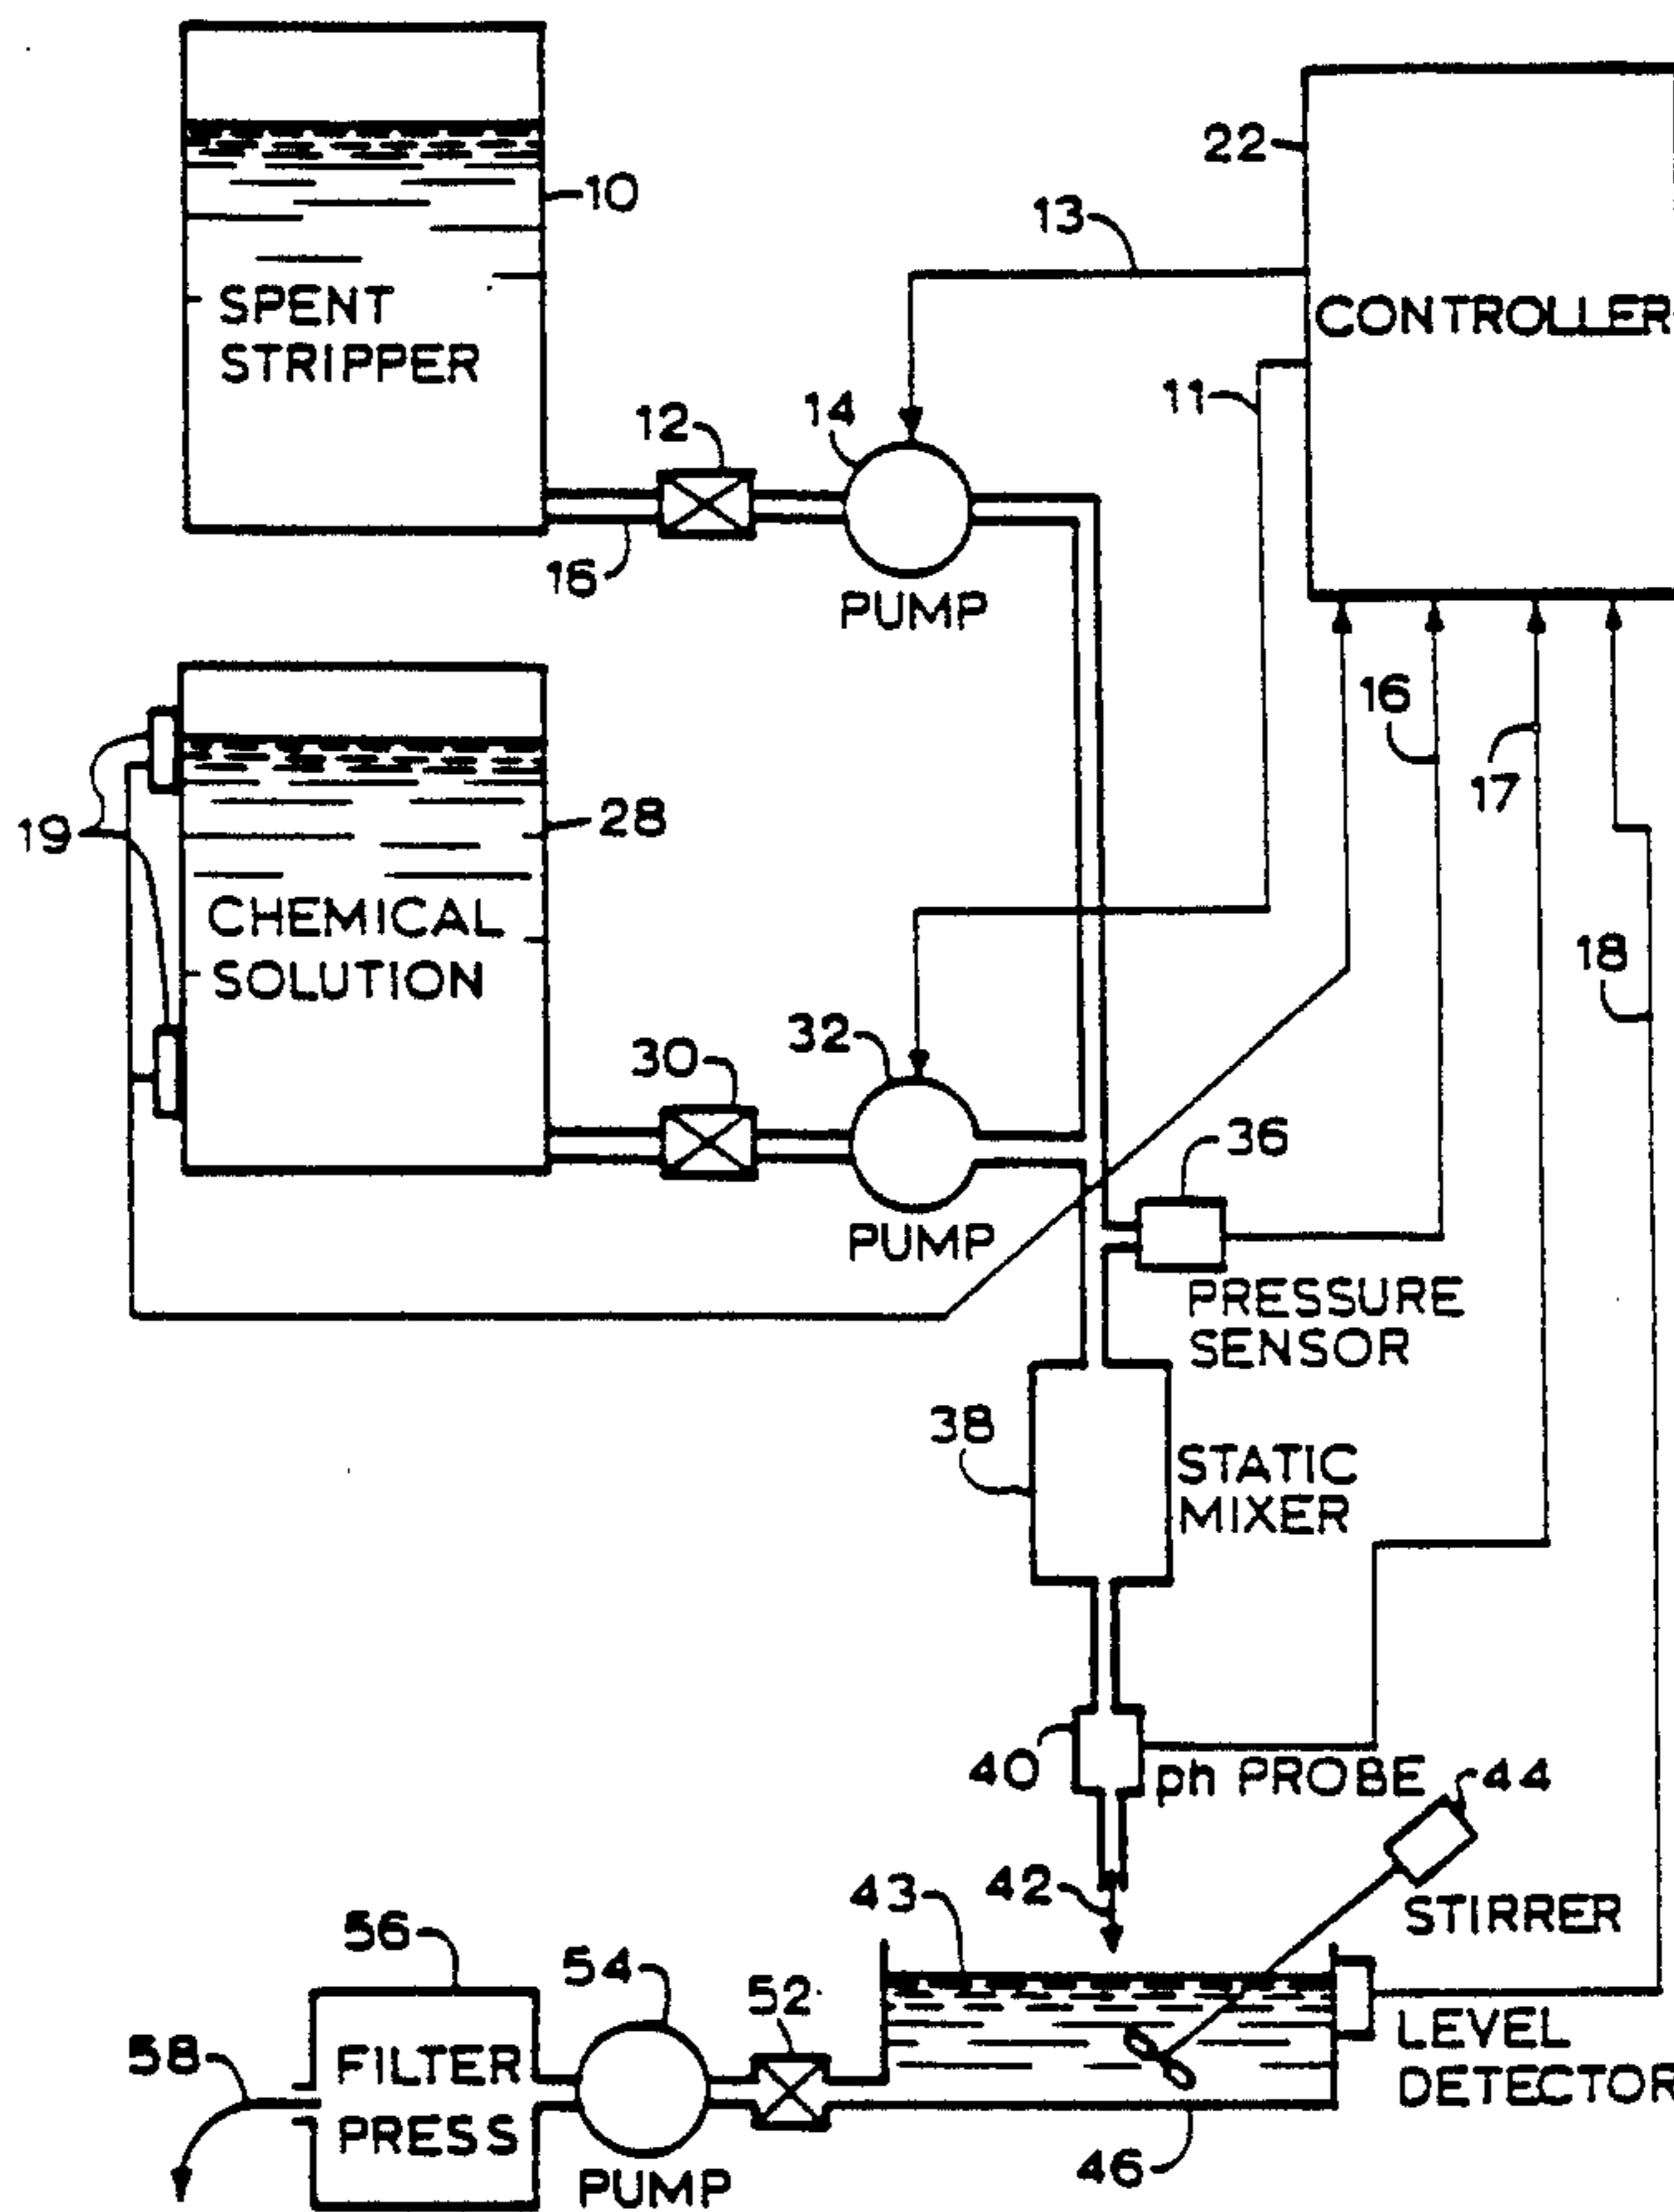 10
SPENT
STRIPPER
12
14
16
PUMP
13
22
CONTROLLER
11
19
28
CHEMICAL
SOLUTION
30
32
PUMP
16
17
18
36
PRESSURE
SENSOR
38
STATIC
MIXER
40
ph PROBE
44
STIRRER
42
43
LEVEL
DETECTOR
46
52
54
PUMP
56
FILTER
PRESS
58